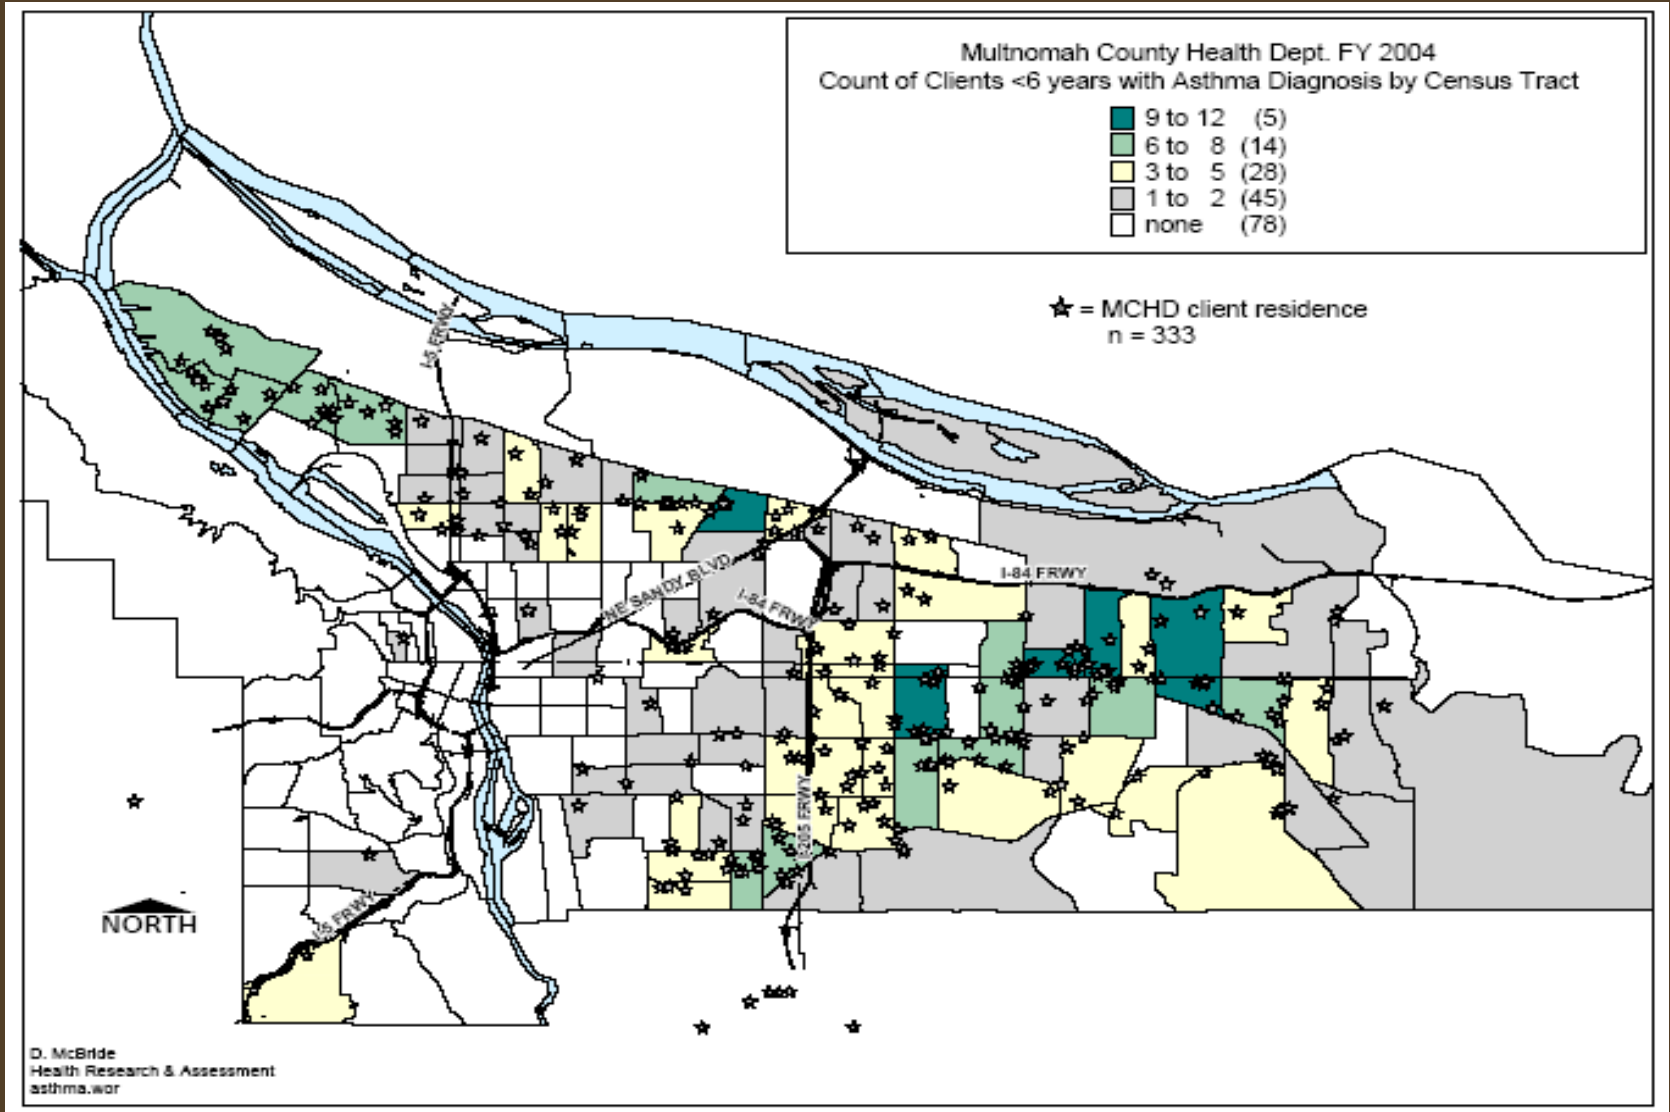 Multnomah County Health Dept. FY 2004
Count of Clients <6 years with Asthma Diagnosis by Census Tract
9 to 12 (5)
6 to 8 (14)
3 to 5 (28)
1 to 2 (45)
none (78)
= MCHD client residence
n = 333
I-5 FRWY
NE SANDY BLVD
I-84 FRWY
I-84 FRWY
I-205 FRWY
I-5 FRWY
NORTH
D. McBride
Health Research & Assessment
asthma.wor